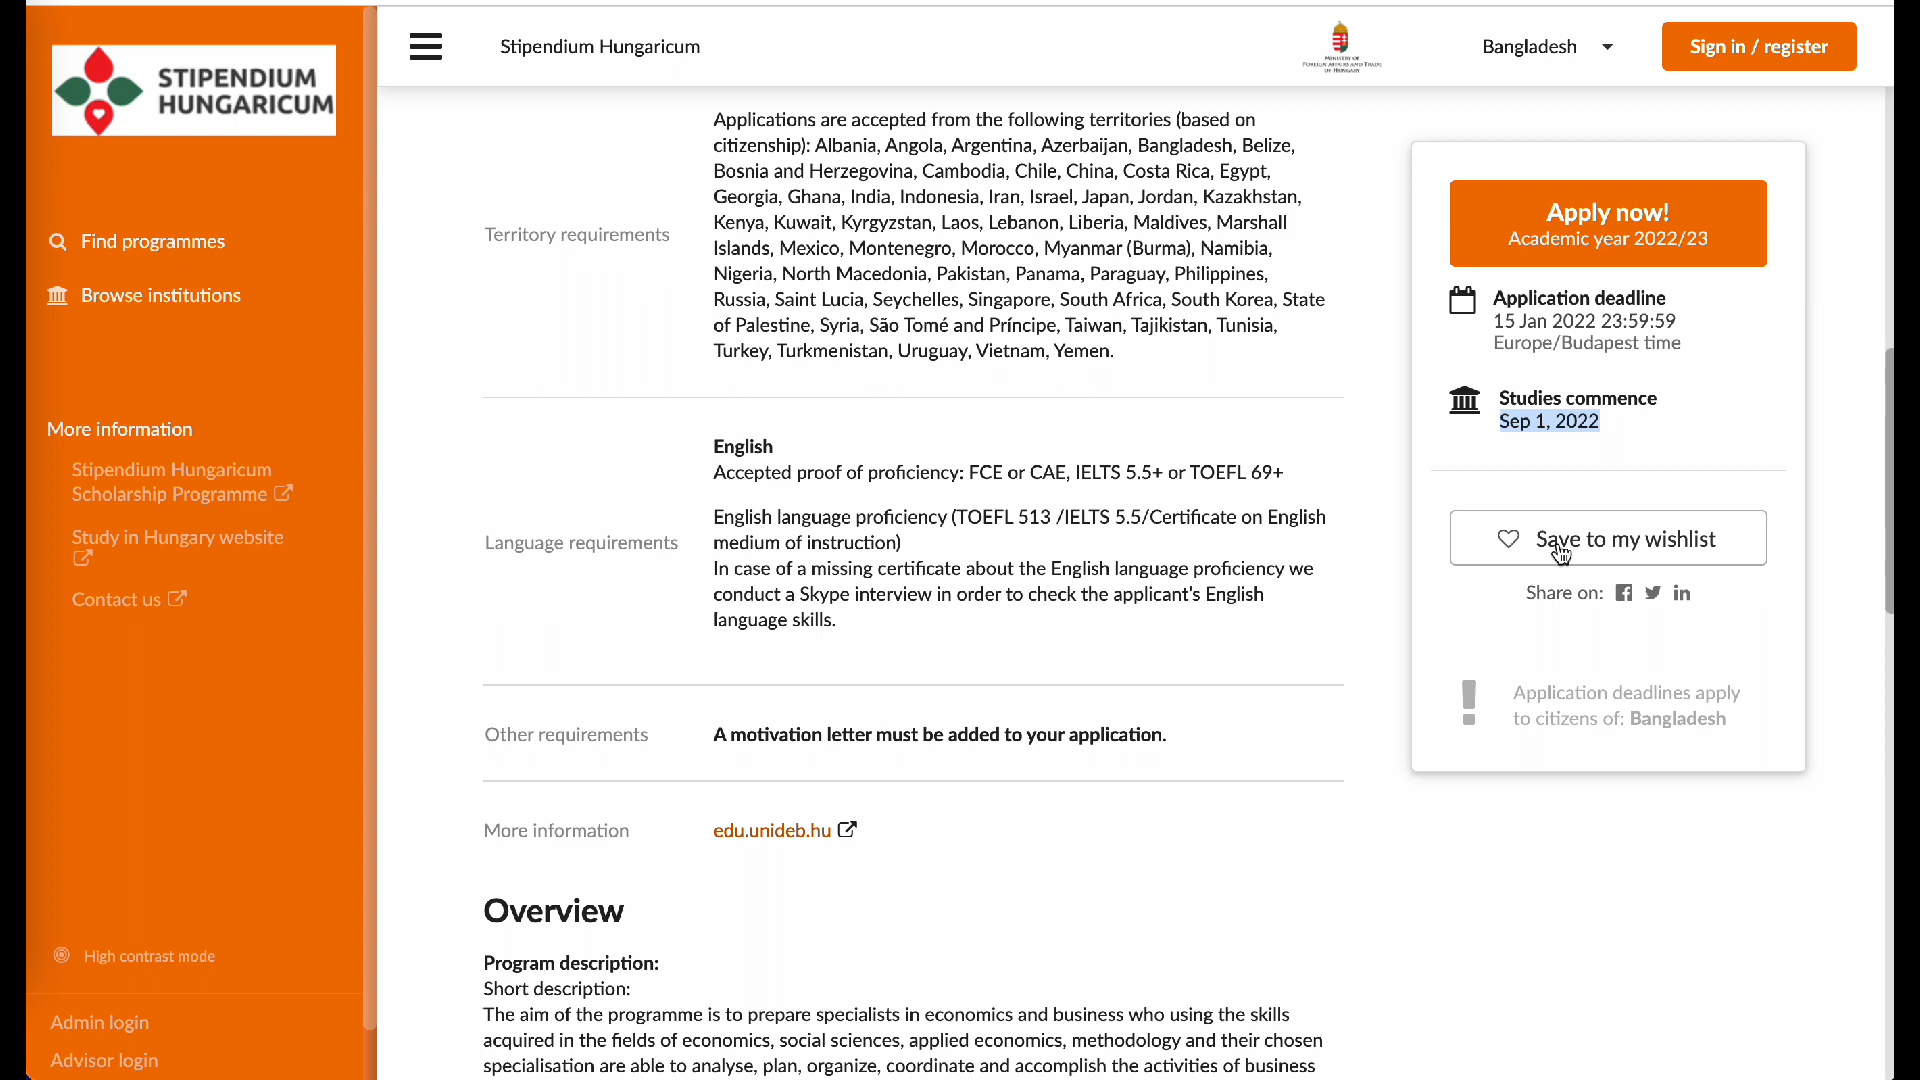 STIPENDIUM
HUNGARICUM
Find programmes
Browse institutions
More information
Stipendium Hungaricum
Scholarship Programme
Study in Hungary website
Contact us
High contrast mode
Admin login
Advisor login
Stipendium Hungaricum
MINISTRY OF
FOREIGN AFFAIRS AND TRADE
OF HUNGARY
Bangladesh
Sign in / register
Territory requirements
Applications are accepted from the following territories (based on
citizenship): Albania, Angola, Argentina, Azerbaijan, Bangladesh, Belize,
Bosnia and Herzegovina, Cambodia, Chile, China, Costa Rica, Egypt,
Georgia, Ghana, India, Indonesia, Iran, Israel, Japan, Jordan, Kazakhstan,
Kenya, Kuwait, Kyrgyzstan, Laos, Lebanon, Liberia, Maldives, Marshall
Islands, Mexico, Montenegro, Morocco, Myanmar (Burma), Namibia,
Nigeria, North Macedonia, Pakistan, Panama, Paraguay, Philippines,
Russia, Saint Lucia, Seychelles, Singapore, South Africa, South Korea, State
of Palestine, Syria, São Tomé and Príncipe, Taiwan, Tajikistan, Tunisia,
Turkey, Turkmenistan, Uruguay, Vietnam, Yemen.
Language requirements
English
Accepted proof of proficiency: FCE or CAE, IELTS 5.5+ or TOEFL 69+
English language proficiency (TOEFL 513 /IELTS 5.5/Certificate on English
medium of instruction)
In case of a missing certificate about the English language proficiency we
conduct a Skype interview in order to check the applicant's English
language skills.
Other requirements
A motivation letter must be added to your application.
More information
edu.unideb.hu
Overview
Program description:
Short description:
The aim of the programme is to prepare specialists in economics and business who using the skills
acquired in the fields of economics, social sciences, applied economics, methodology and their chosen
specialisation are able to analyse, plan, organize, coordinate and accomplish the activities of business
Apply now!
Academic year 2022/23
Application deadline
15 Jan 2022 23:59:59
Europe/Budapest time
Studies commence
Sep 1, 2022
Save to my wishlist
Share on:
Application deadlines apply
to citizens of: Bangladesh